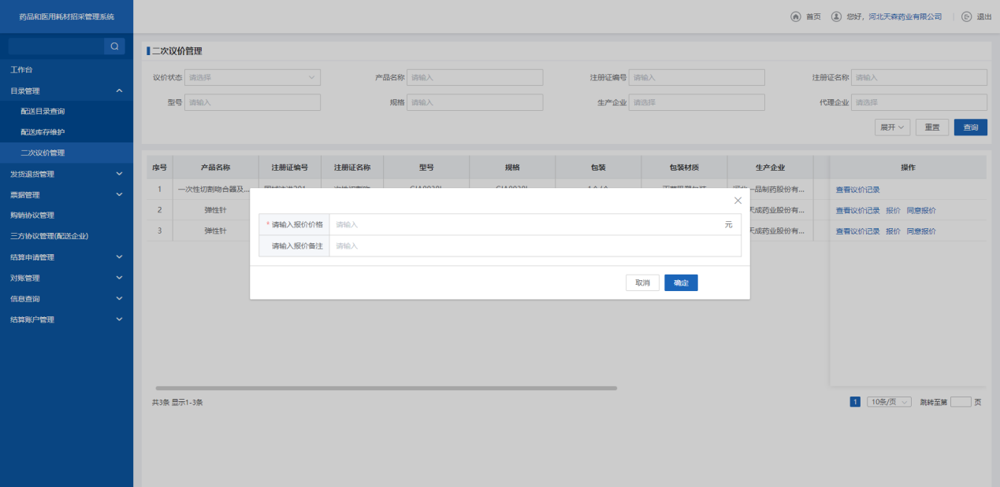 药品和医用耗材招采管理系统
首页 您好, 河北天森药业有限公司 退出
工作台
目录管理
配送目录查询
配送库存维护
二次议价管理
发货退货管理
票据管理
购销协议管理
三方协议管理(配送企业)
结算申请管理
对账管理
信息查询
结算账户管理
二次议价管理
议价状态 请选择 产品名称 请输入 注册证编号 请输入 注册证名称 请输入
型号 请输入 规格 请输入 生产企业 请选择 代理企业 请选择
展开 重置 查询
序号 产品名称 注册证编号 注册证名称 型号 规格 包装 包装材质 生产企业 操作
1 一次性切割吻合器及... 一品制药股份有... 查看议价记录
2 弹性针 天成药业股份有... 查看议价记录 报价 同意报价
3 弹性针 天成药业股份有... 查看议价记录 报价 同意报价
* 请输入报价价格 请输入 元
请输入报价备注 请输入
取消 确定
共3条 显示1-3条
1 10条/页 跳转至第 页